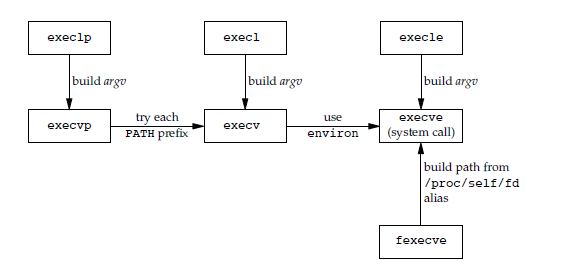 execlp
execl
execle
build argv
build argv
build argv
execvp
try each
PATH prefix
execv
use
environ
execve
(system call)
build path from
/proc/self/fd
alias
fexecve